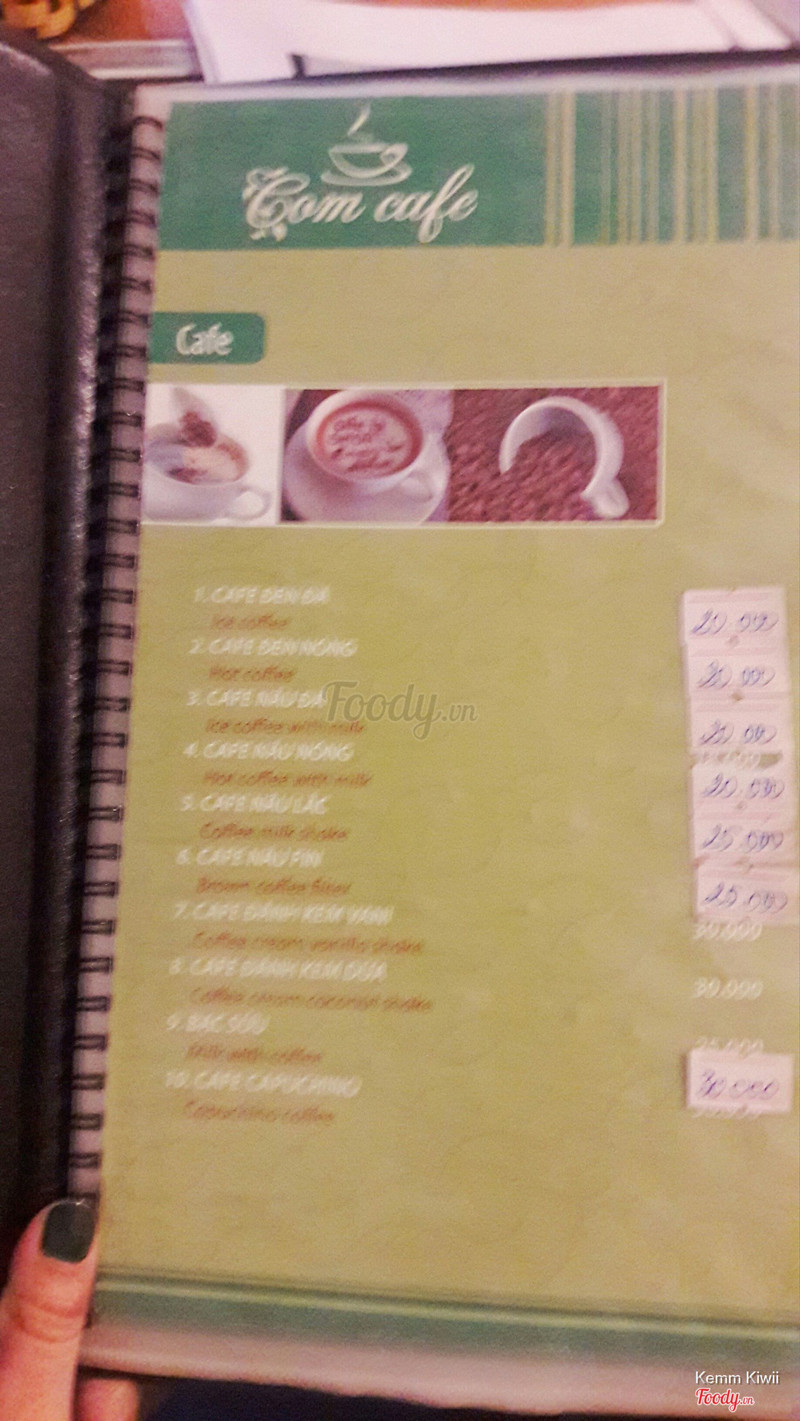 Com cafe
Cafe
1. CAFE ĐEN ĐÁ 20.000
Ice coffee
2. CAFE ĐEN NÓNG 20.000
Hot coffee
3. CAFE NÂU ĐÁ 20.000
Ice coffee with milk
4. CAFE NÂU NÓNG 20.000
Hot coffee with milk
5. CAFE NÂU LẮC 25.000
Coffee milk shake
6. CAFE NÂU FIN 25.000
Brown coffee filter
7. CAFE ĐÁNH KEM VANI 30.000
Coffee cream vanilla shake
8. CAFE ĐÁNH KEM DỪA 30.000
Coffee cream coconut shake
9. BẠC SỬU 25.000
Milk with coffee
10. CAFE CAPUCHINO 30.000
Capuchino coffee
Foody.vn
Kemm Kiwii
Foody.vn